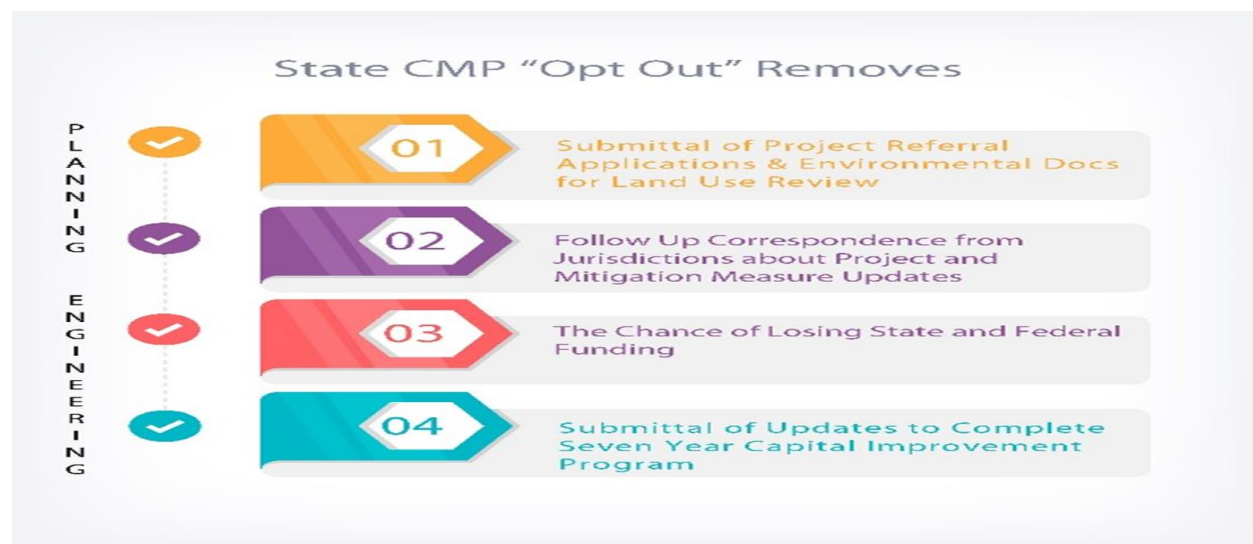 State CMP “Opt Out” Removes
PLANNING
01
Submittal of Project Referral
Applications & Environmental Docs
for Land Use Review
02
Follow Up Correspondence from
Jurisdictions about Project and
Mitigation Measure Updates
ENGINEERING
03
The Chance of Losing State and Federal
Funding
04
Submittal of Updates to Complete
Seven Year Capital Improvement
Program